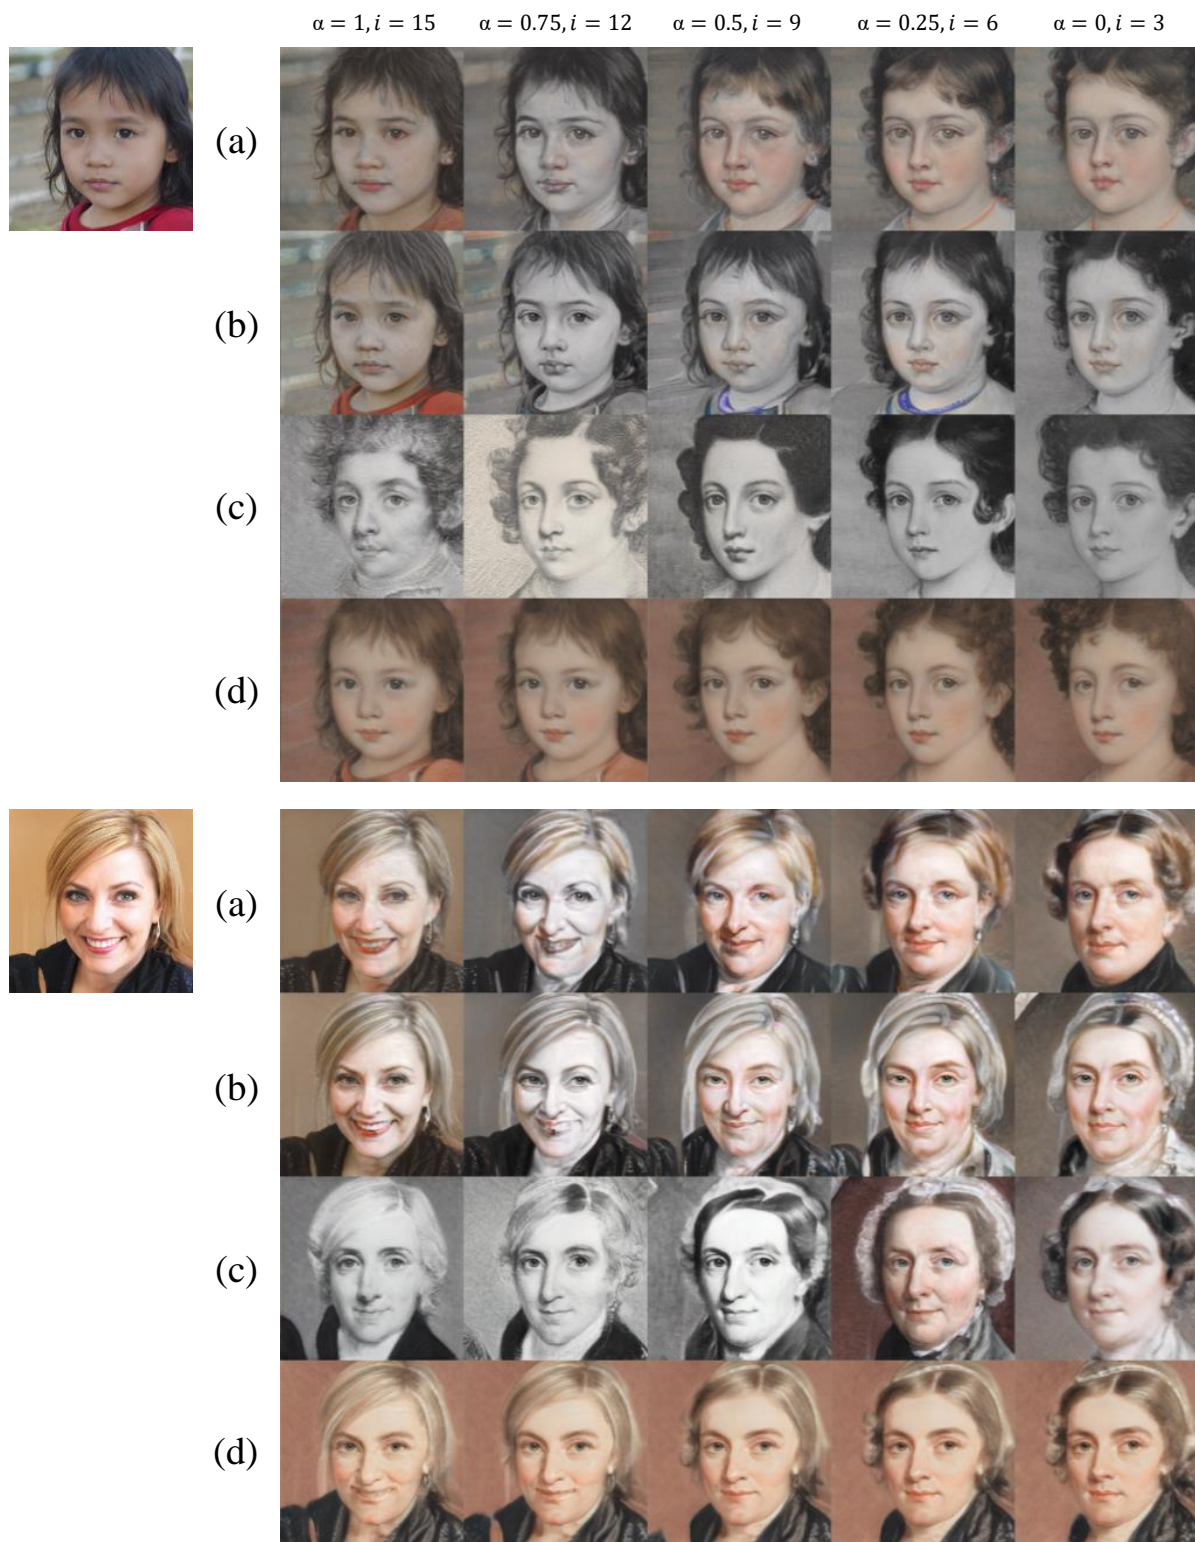 α = 1, i = 15 α = 0.75, i = 12 α = 0.5, i = 9 α = 0.25, i = 6 α = 0, i = 3
(a)
(b)
(c)
(d)
(a)
(b)
(c)
(d)